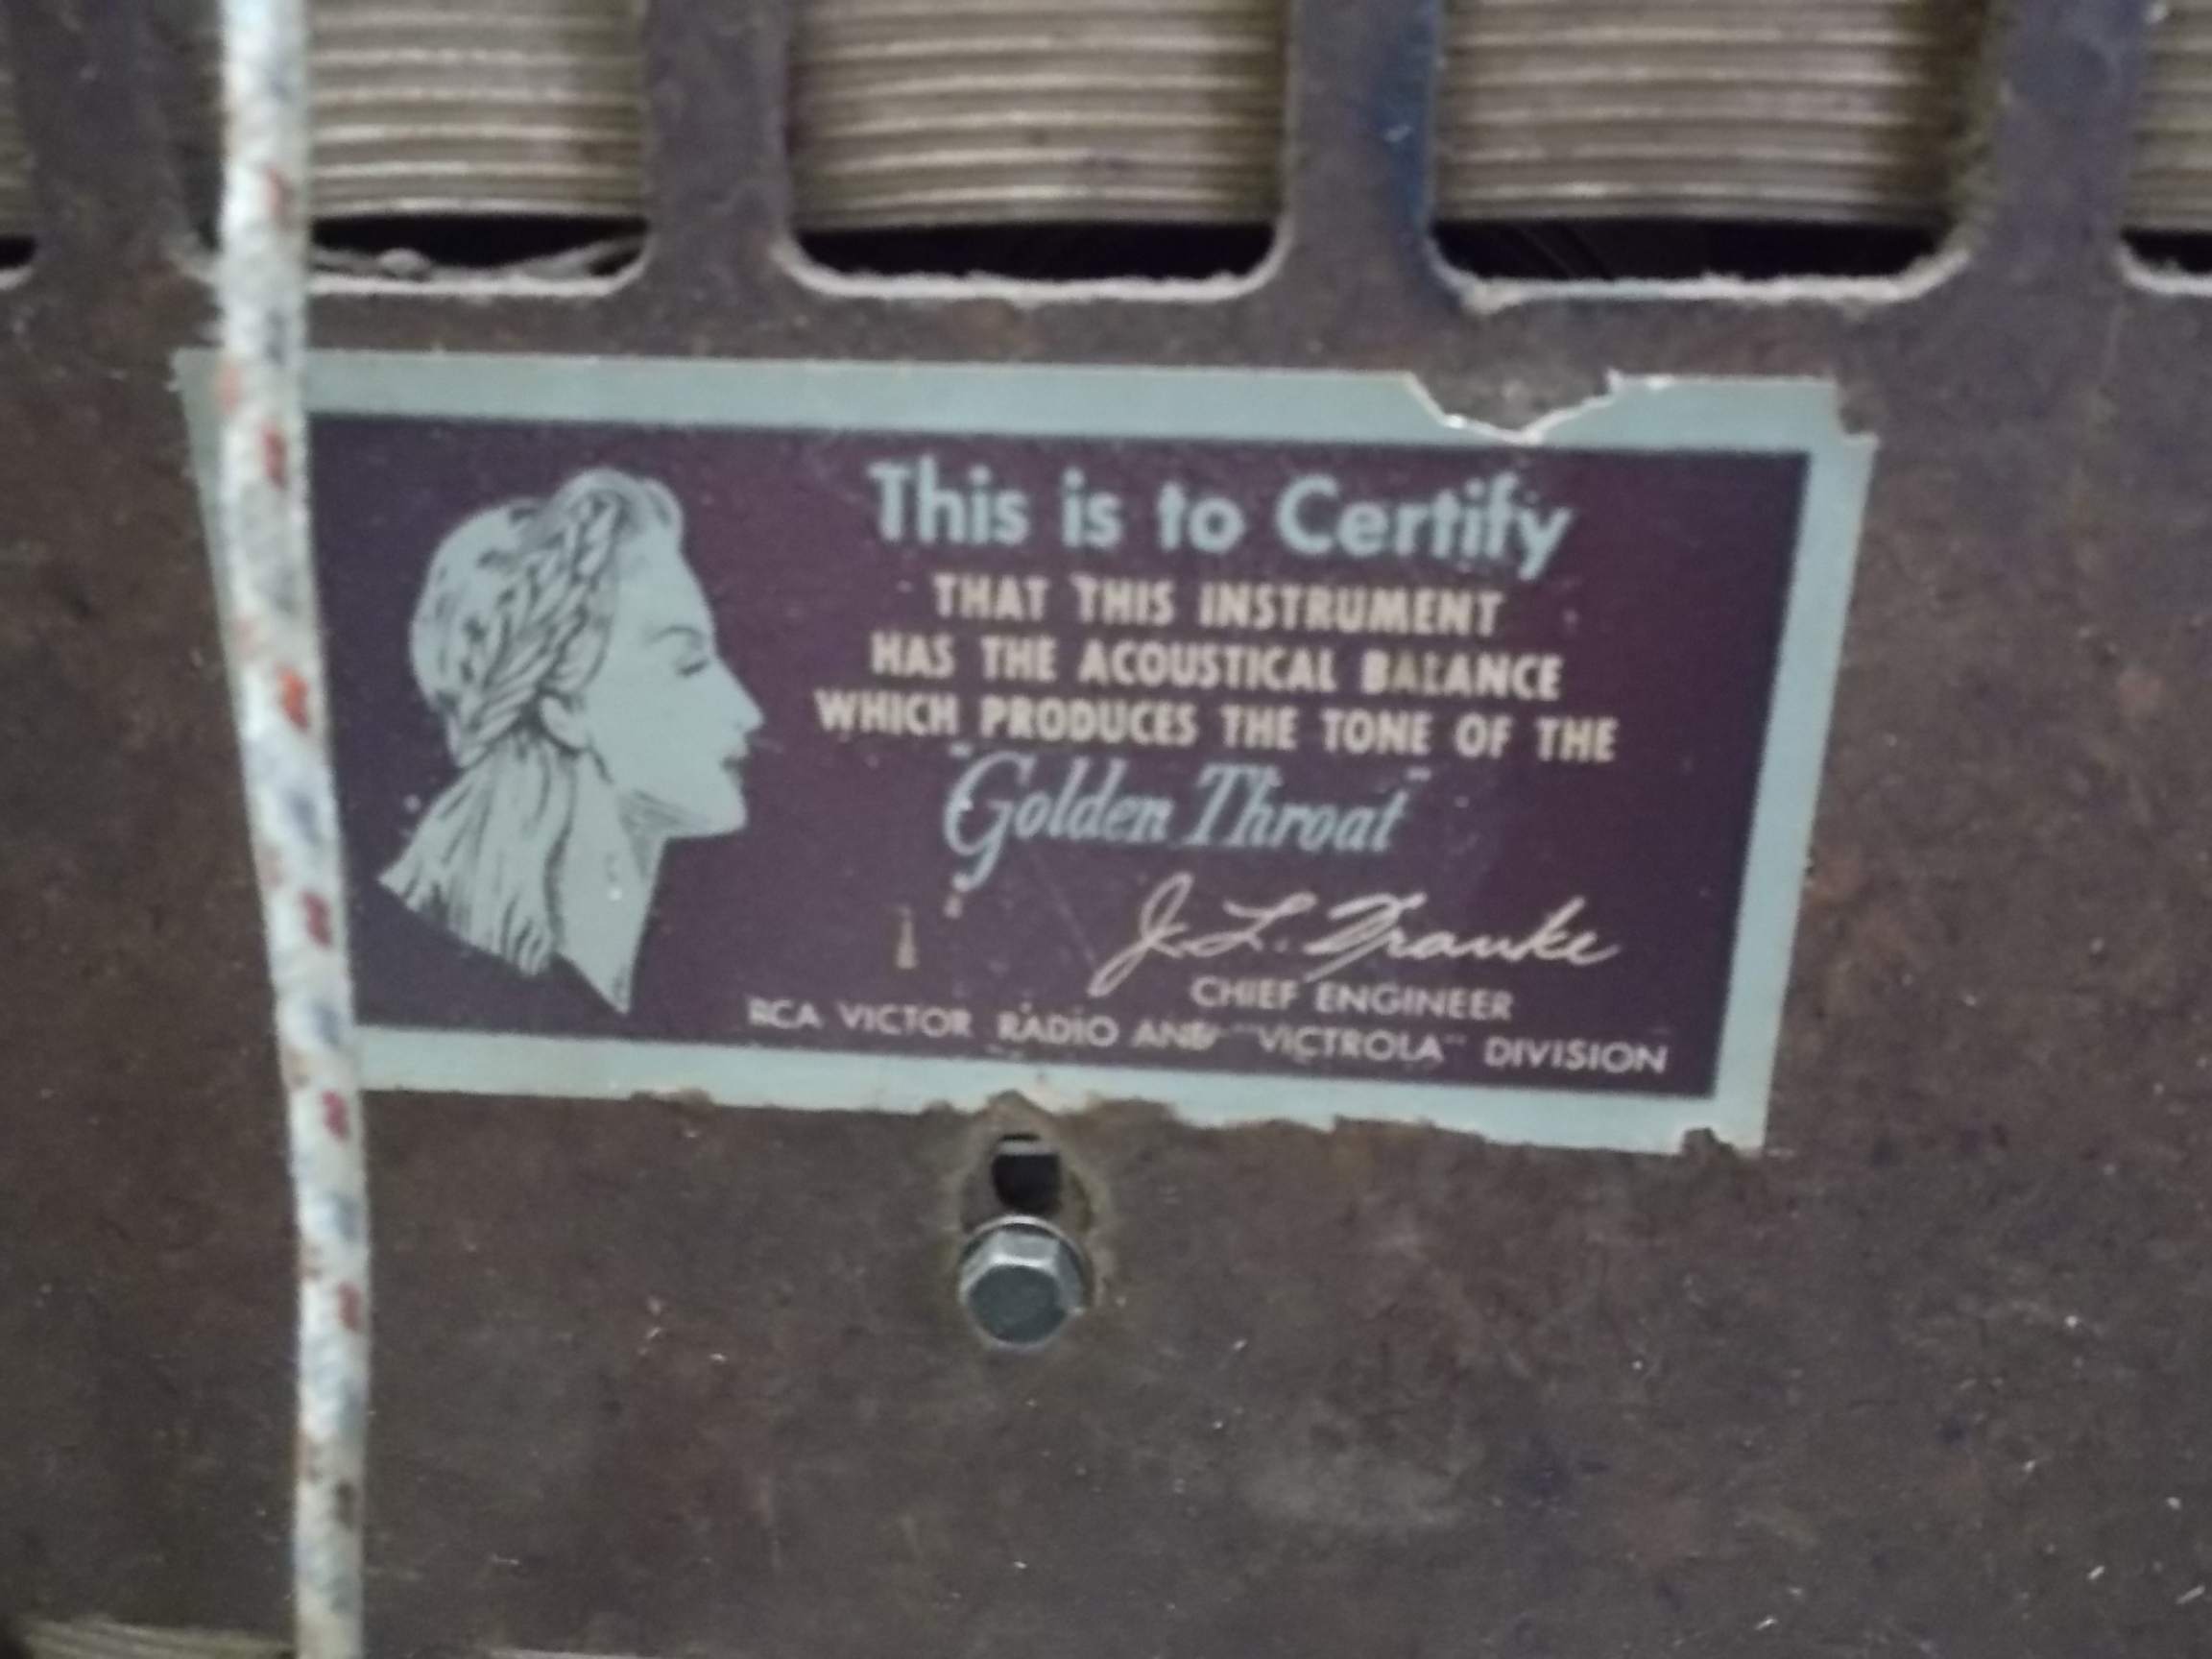 This is to Certify
THAT THIS INSTRUMENT
HAS THE ACOUSTICAL BALANCE
WHICH PRODUCES THE TONE OF THE
"Golden Throat"
J. L. Franke
CHIEF ENGINEER
RCA VICTOR RADIO AND "VICTROLA" DIVISION